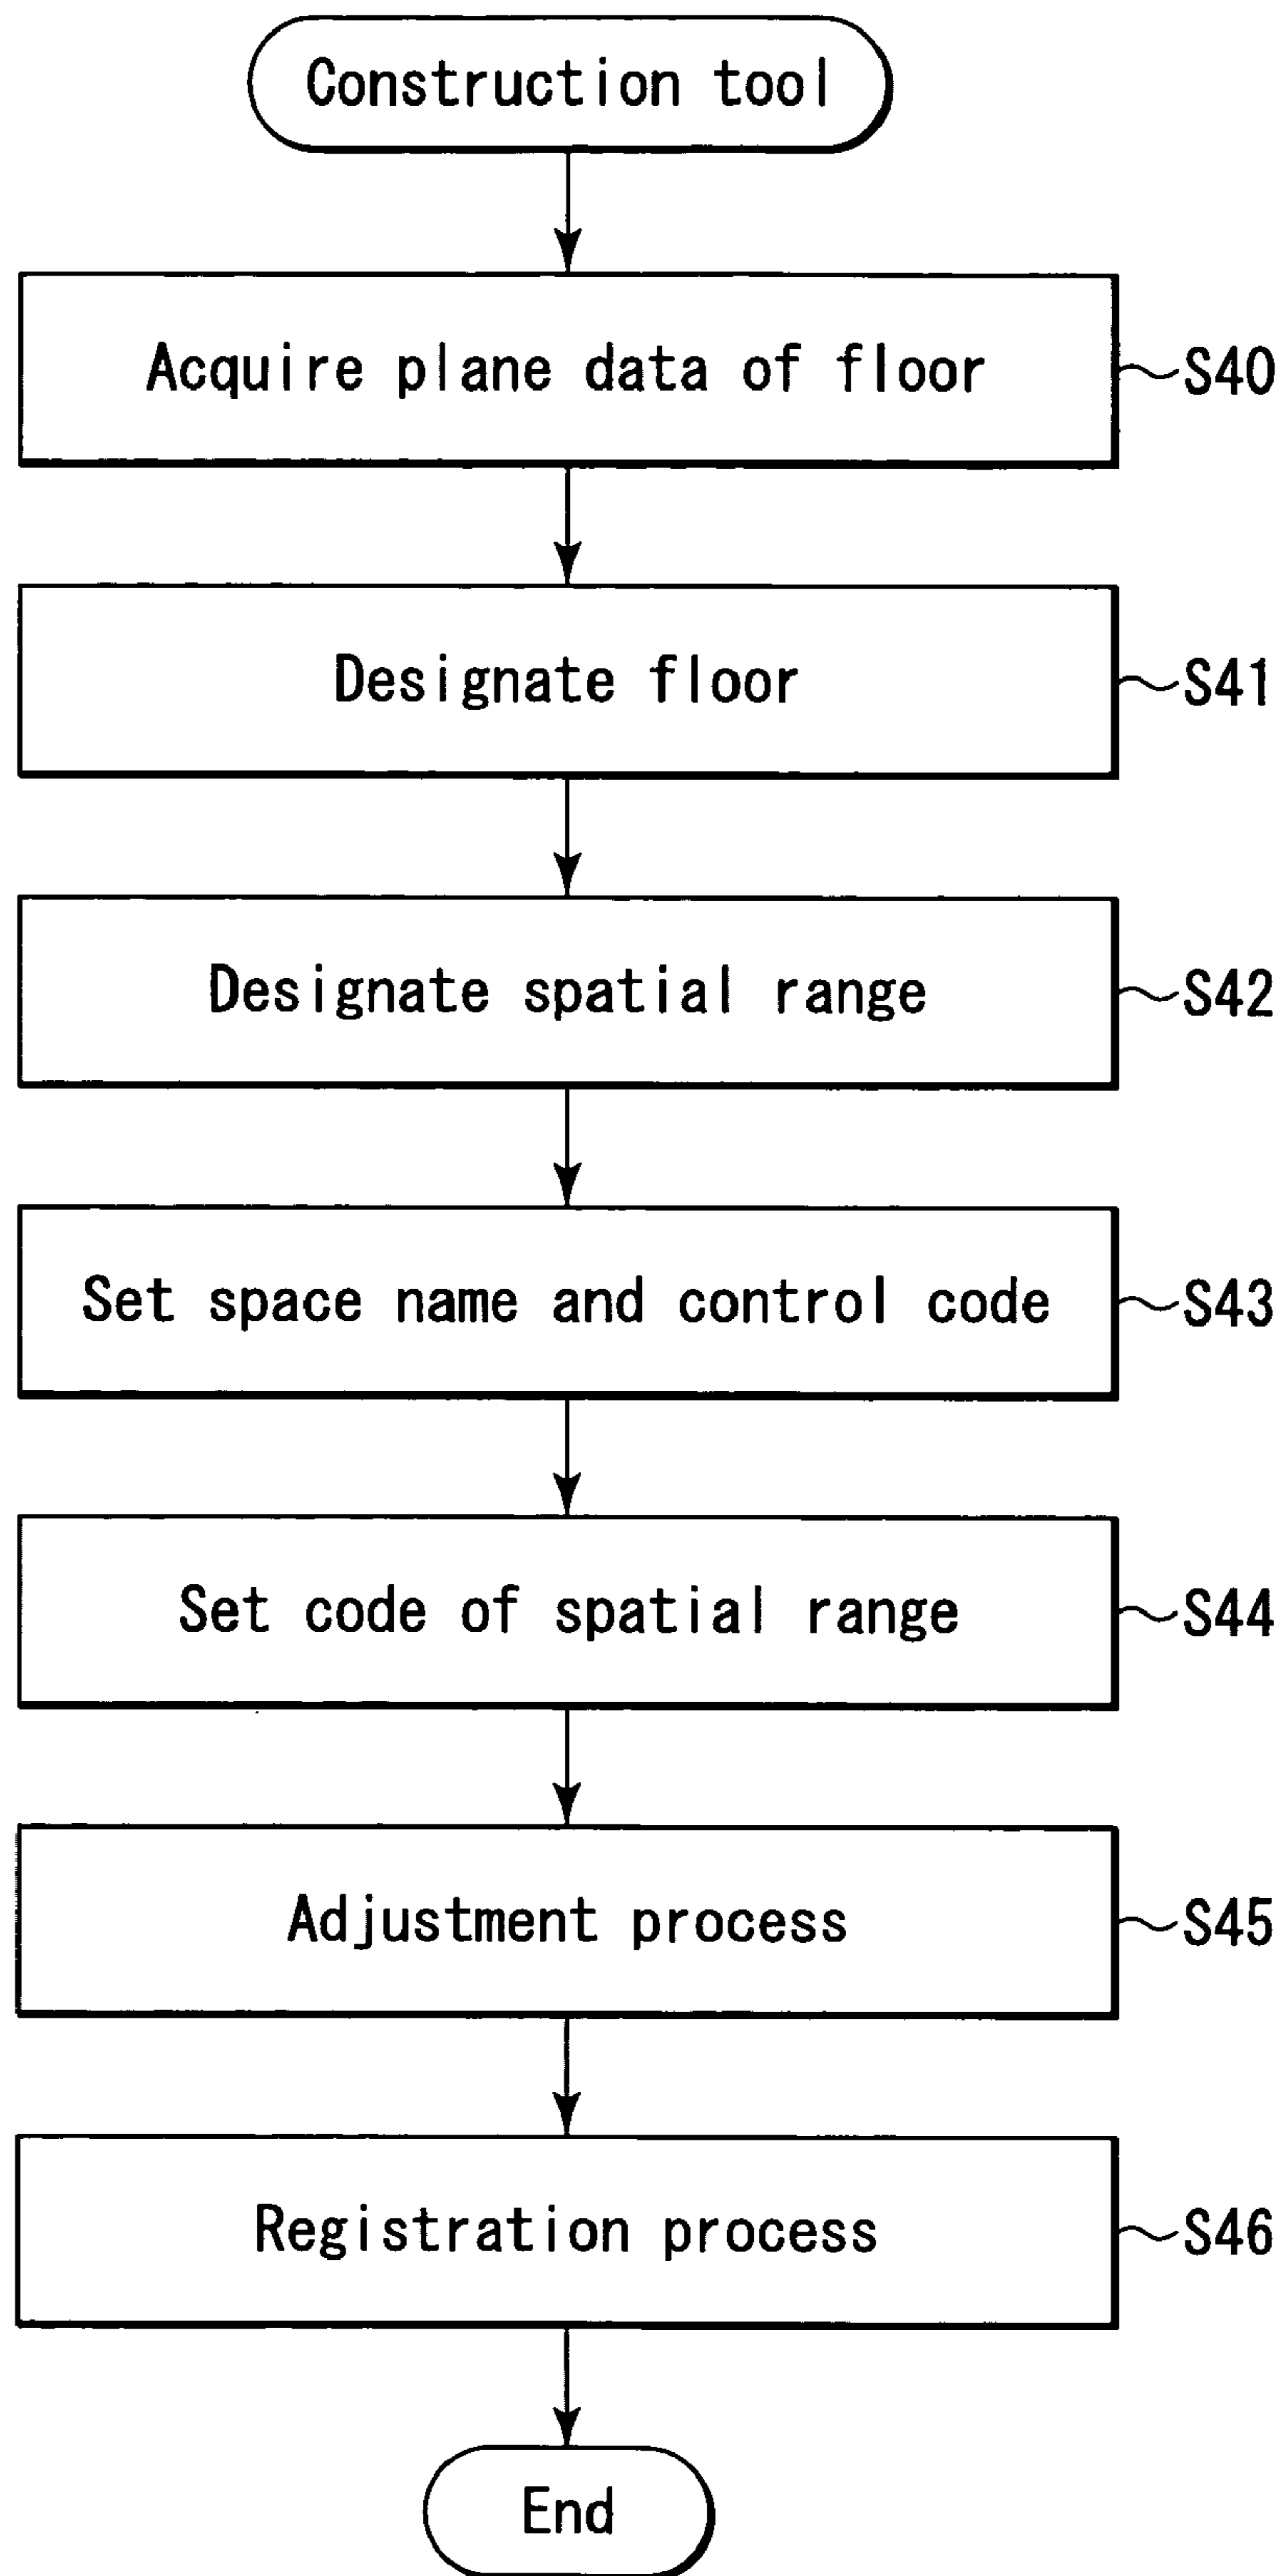 Construction tool
Acquire plane data of floor
S40
Designate floor
S41
Designate spatial range
S42
Set space name and control code
S43
Set code of spatial range
S44
Adjustment process
S45
Registration process
S46
End